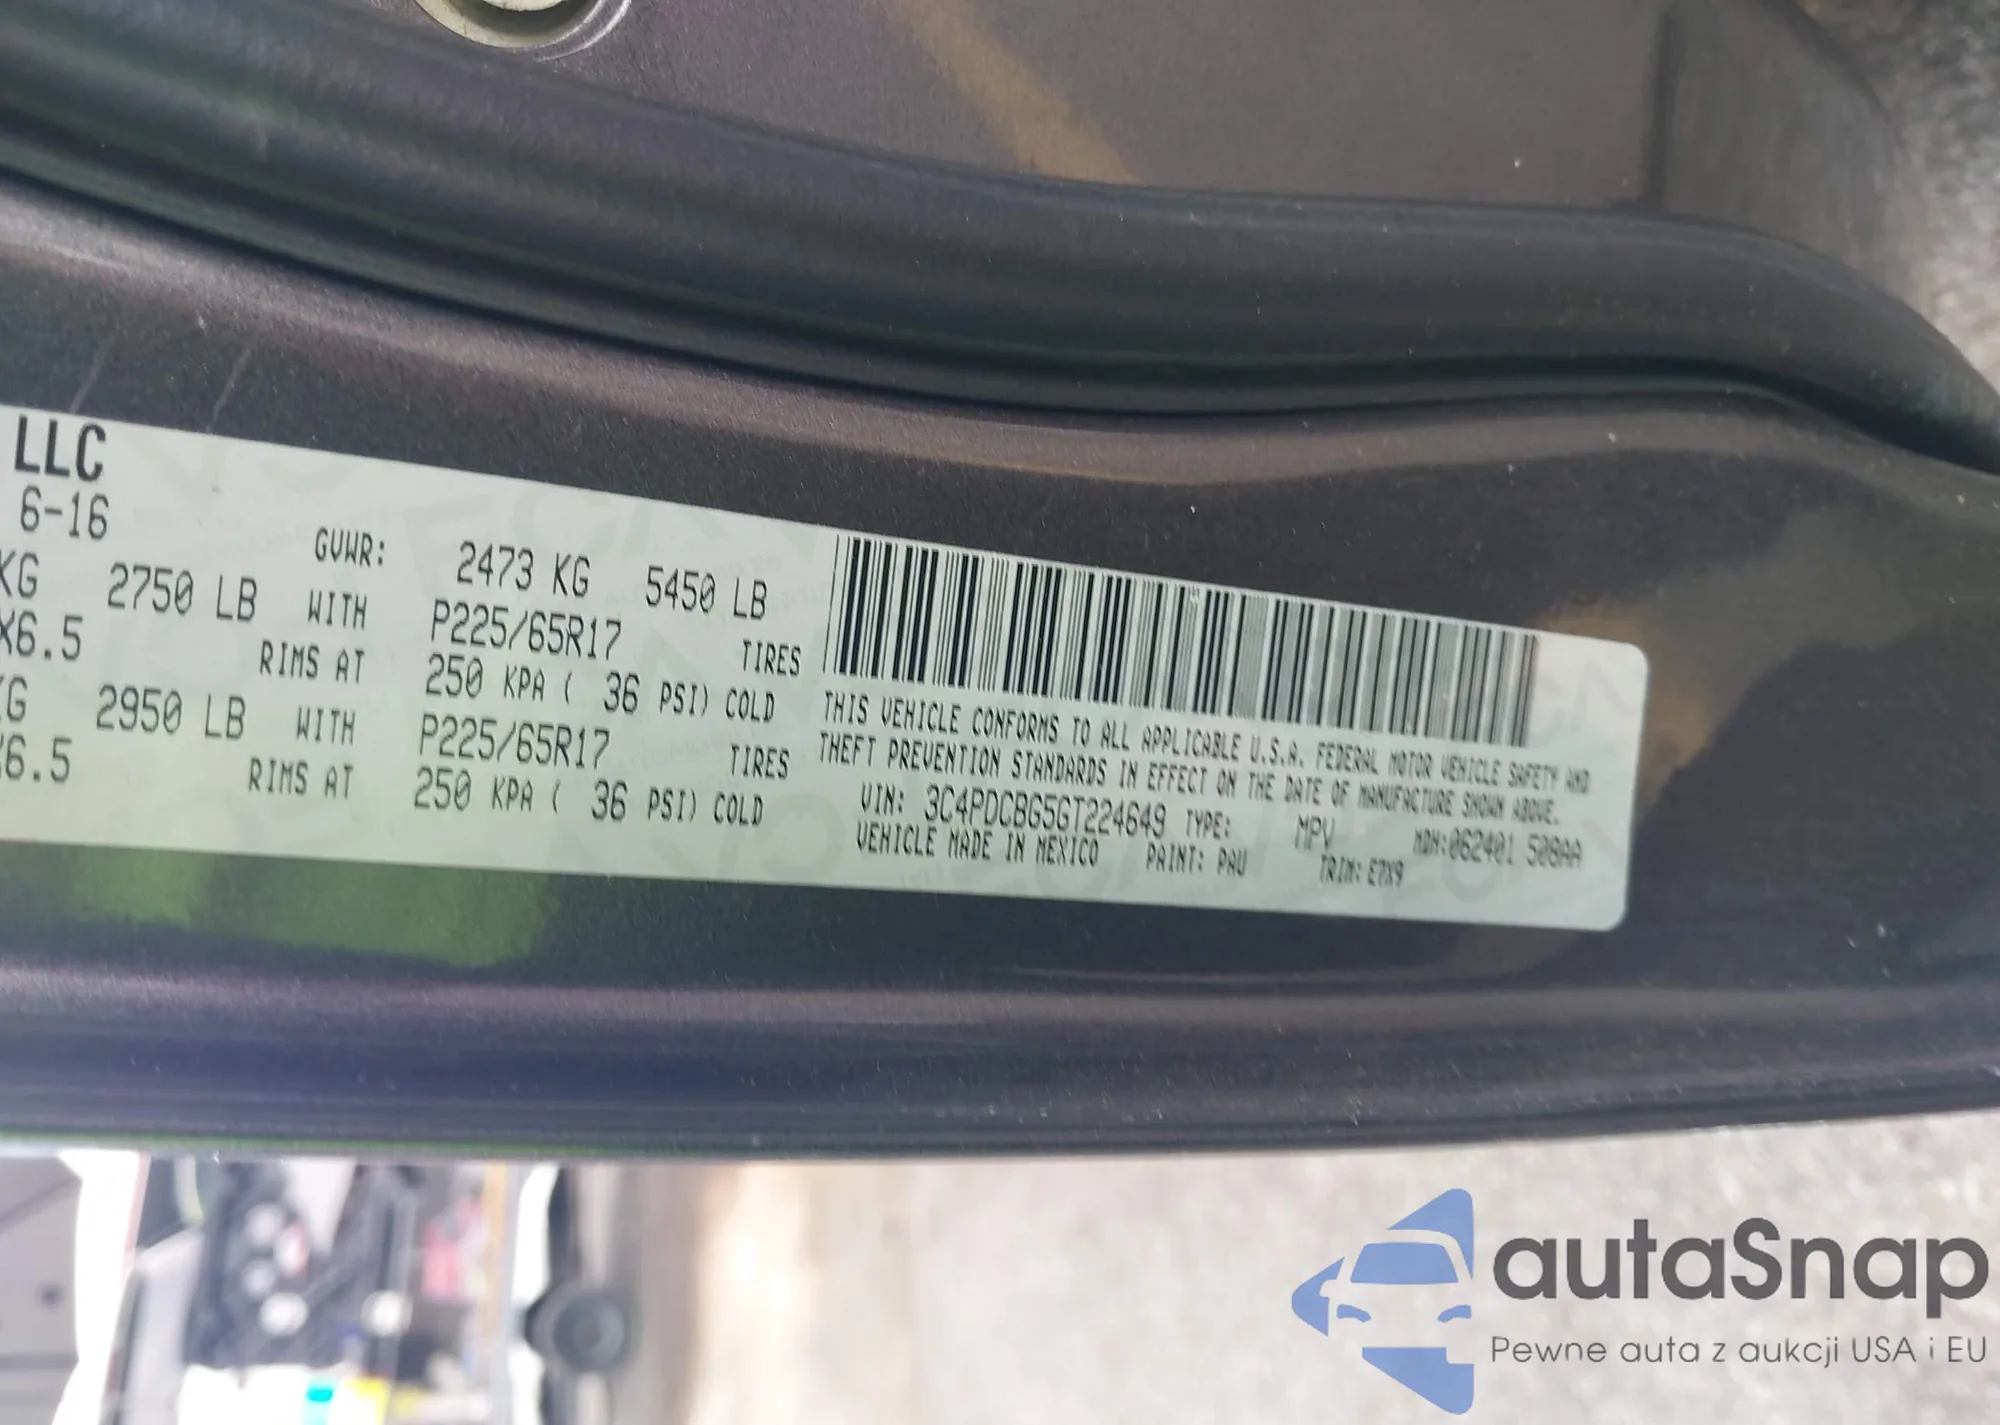 LLC
6-16
GVWR: 2473 KG 5450 LB
KG 2750 LB WITH P225/65R17 TIRES
X6.5 RIMS AT 250 KPA ( 36 PSI) COLD
KG 2950 LB WITH P225/65R17 TIRES
X6.5 RIMS AT 250 KPA ( 36 PSI) COLD
THIS VEHICLE CONFORMS TO ALL APPLICABLE U.S.A. FEDERAL MOTOR VEHICLE SAFETY AND
THEFT PREVENTION STANDARDS IN EFFECT ON THE DATE OF MANUFACTURE SHOWN ABOVE.
VIN: 3C4PDCBG5GT224649 TYPE: MPV MDH:062401 508AA
VEHICLE MADE IN MEXICO PAINT: PAU TRIM: E7X9
autaSnap
Pewne auta z aukcji USA i EU